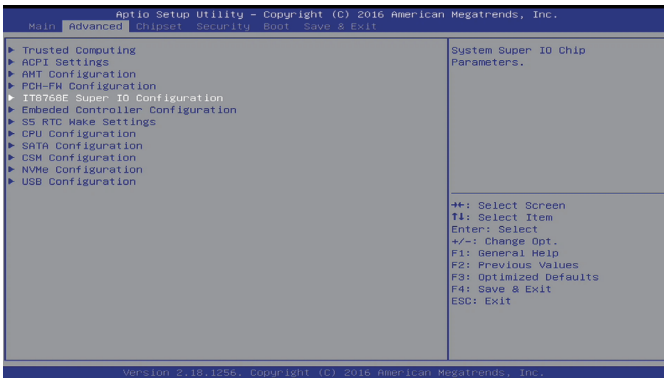 Aptio Setup Utility – Copyright (C) 2016 American Megatrends, Inc.
Main Advanced Chipset Security Boot Save & Exit
▶ Trusted Computing
▶ ACPI Settings
▶ AMT Configuration
▶ PCH-FW Configuration
▶ IT8768E Super IO Configuration
▶ Embeded Controller Configuration
▶ S5 RTC Wake Settings
▶ CPU Configuration
▶ SATA Configuration
▶ CSM Configuration
▶ NVMe Configuration
▶ USB Configuration
System Super IO Chip
Parameters.
→←: Select Screen
↑↓: Select Item
Enter: Select
+/-: Change Opt.
F1: General Help
F2: Previous Values
F3: Optimized Defaults
F4: Save & Exit
ESC: Exit
Version 2.18.1256. Copyright (C) 2016 American Megatrends, Inc.